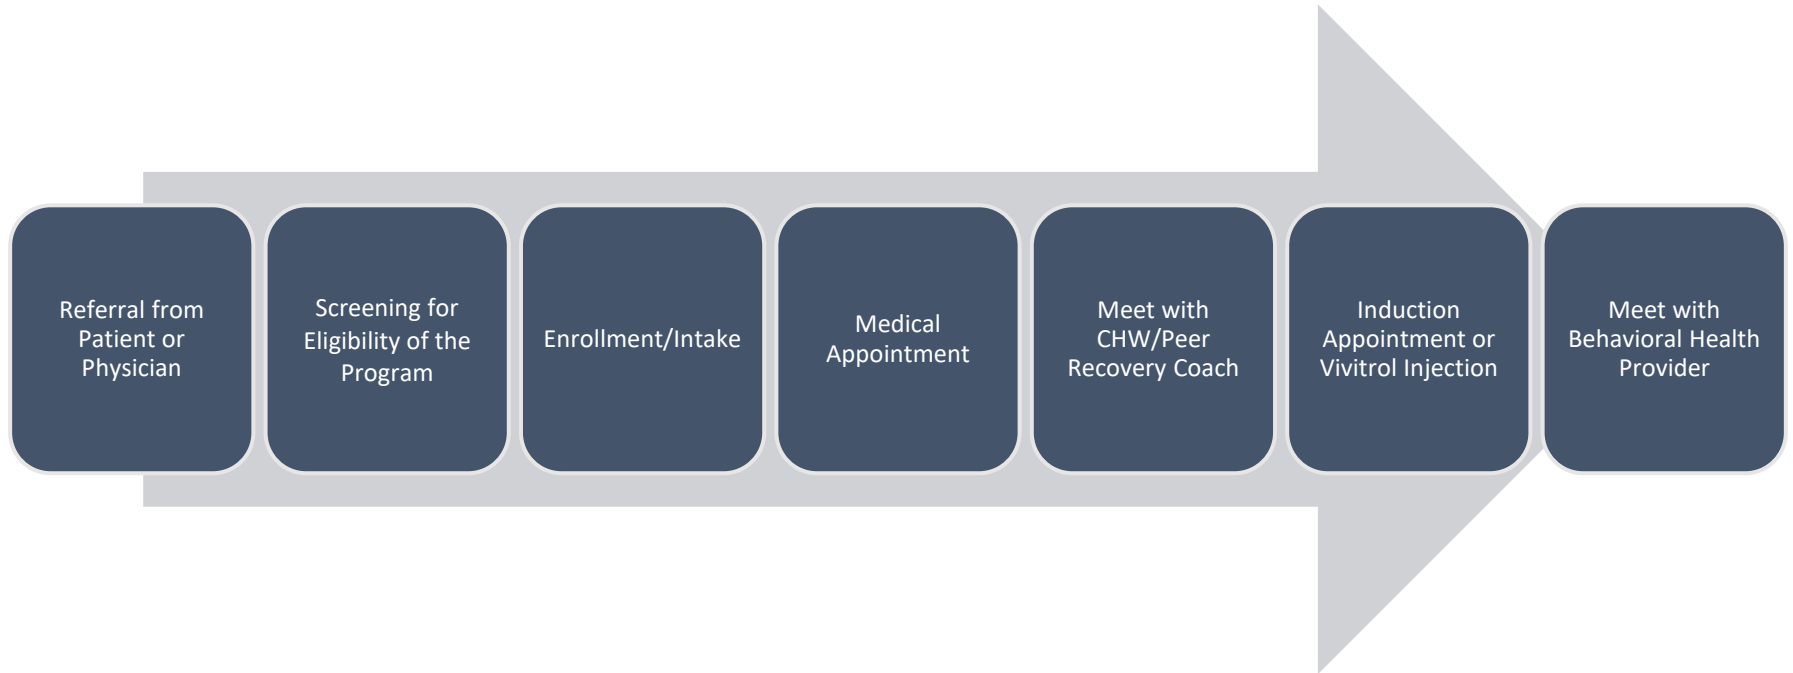 Referral from
Patient or
Physician
Screening for
Eligibility of the
Program
Enrollment/Intake
Medical
Appointment
Meet with
CHW/Peer
Recovery Coach
Induction
Appointment or
Vivitrol Injection
Meet with
Behavioral Health
Provider